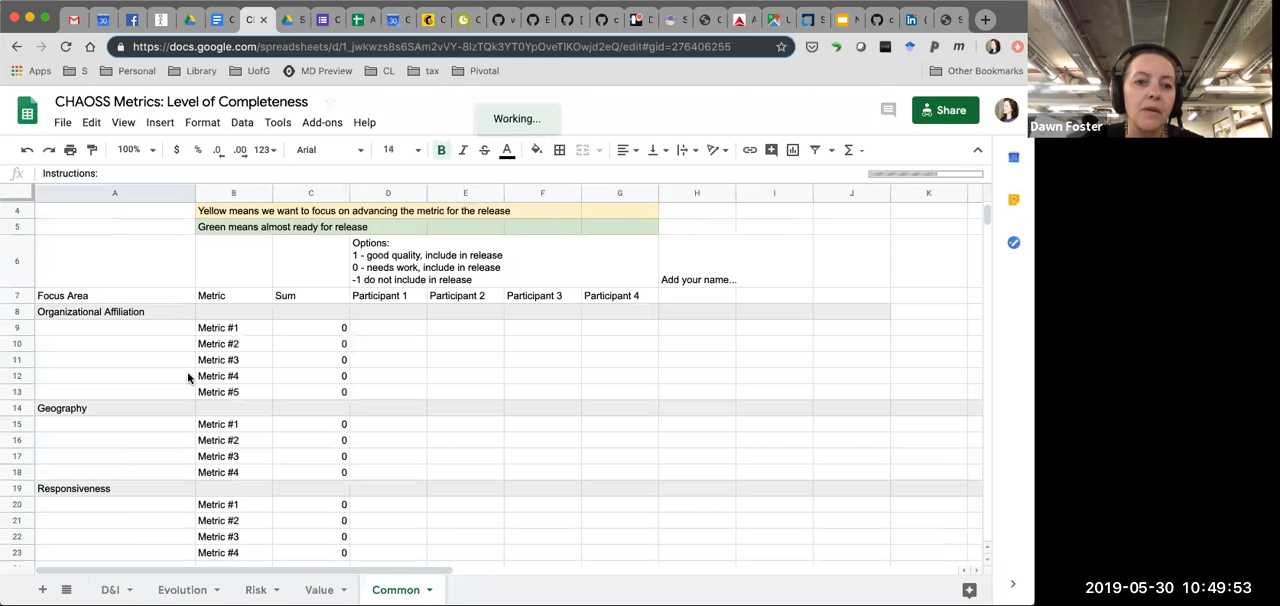 https://docs.google.com/spreadsheets/d/1_jwkwzs8s6SAm2vVY-8lzTQk3YT0YpOveTlKOwjd2eQ/edit#gid=276406255
Apps S Personal Library UofG MD Preview CL tax Pivotal Other Bookmarks
Dawn Foster
CHAOSS Metrics: Level of Completeness
Working...
Share
File Edit View Insert Format Data Tools Add-ons Help
100% $ % .0 .00 123 Arial 14 B I S A
fx Instructions:
A B C D E F G H I J K
4 Yellow means we want to focus on advancing the metric for the release
5 Green means almost ready for release
Options:
1 - good quality, include in release
6 0 - needs work, include in release
-1 do not include in release Add your name...
7 Focus Area Metric Sum Participant 1 Participant 2 Participant 3 Participant 4
8 Organizational Affiliation
9 Metric #1 0
10 Metric #2 0
11 Metric #3 0
12 Metric #4 0
13 Metric #5 0
14 Geography
15 Metric #1 0
16 Metric #2 0
17 Metric #3 0
18 Metric #4 0
19 Responsiveness
20 Metric #1 0
21 Metric #2 0
22 Metric #3 0
23 Metric #4 0
D&I Evolution Risk Value Common
2019-05-30 10:49:53